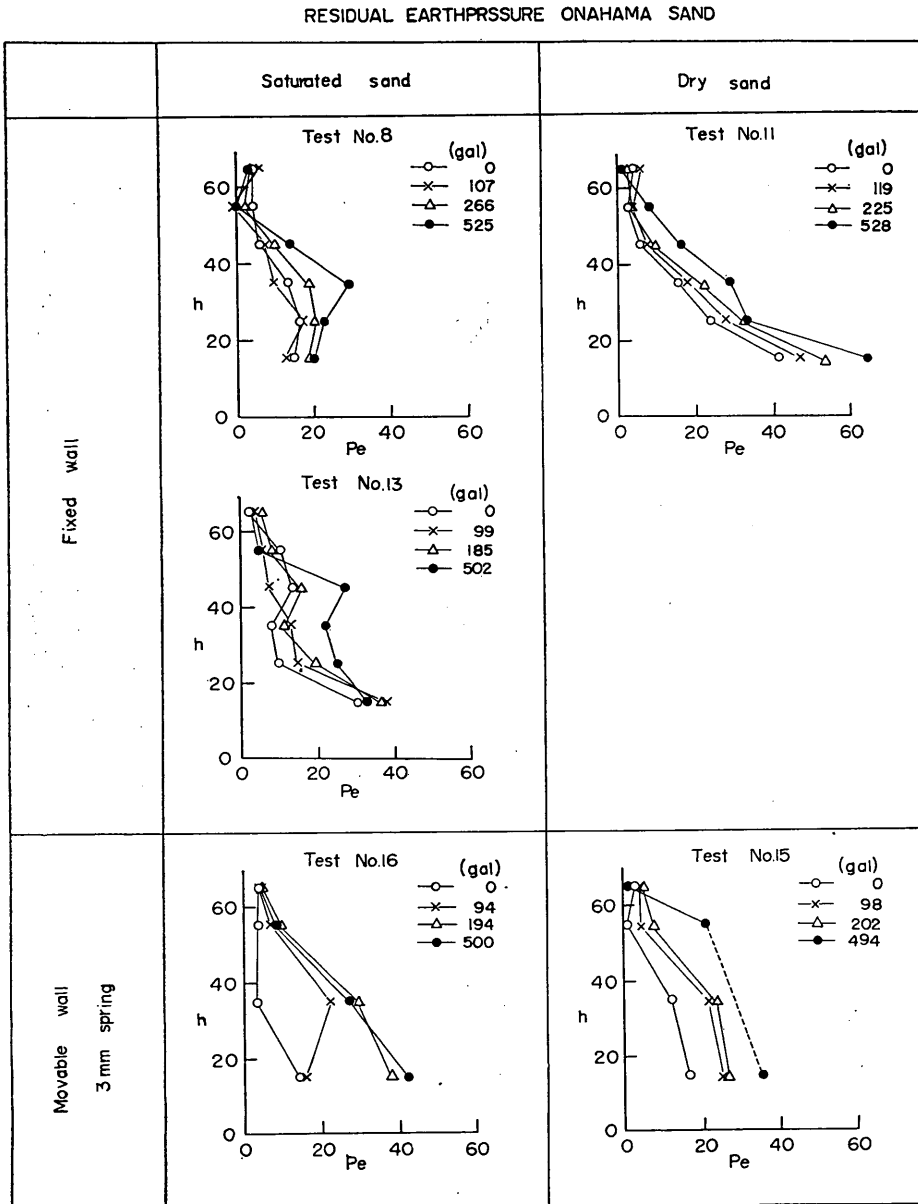 RESIDUAL EARTHPRSSURE ONAHAMA SAND
Saturated sand
Dry sand
Fixed wall
Test No.8
(gal)
0
107
266
525
60
40
h
20
0
0 20 40 60
Pe
Test No.11
(gal)
0
119
225
528
60
40
h
20
0
0 20 40 60
Pe
Test No.13
(gal)
0
99
185
502
60
40
h
20
0
0 20 40 60
Pe
Movable wall
3mm spring
Test No.16
(gal)
0
94
194
500
60
40
h
20
0
0 20 40 60
Pe
Test No.15
(gal)
0
98
202
494
60
40
h
20
0
0 20 40 60
Pe